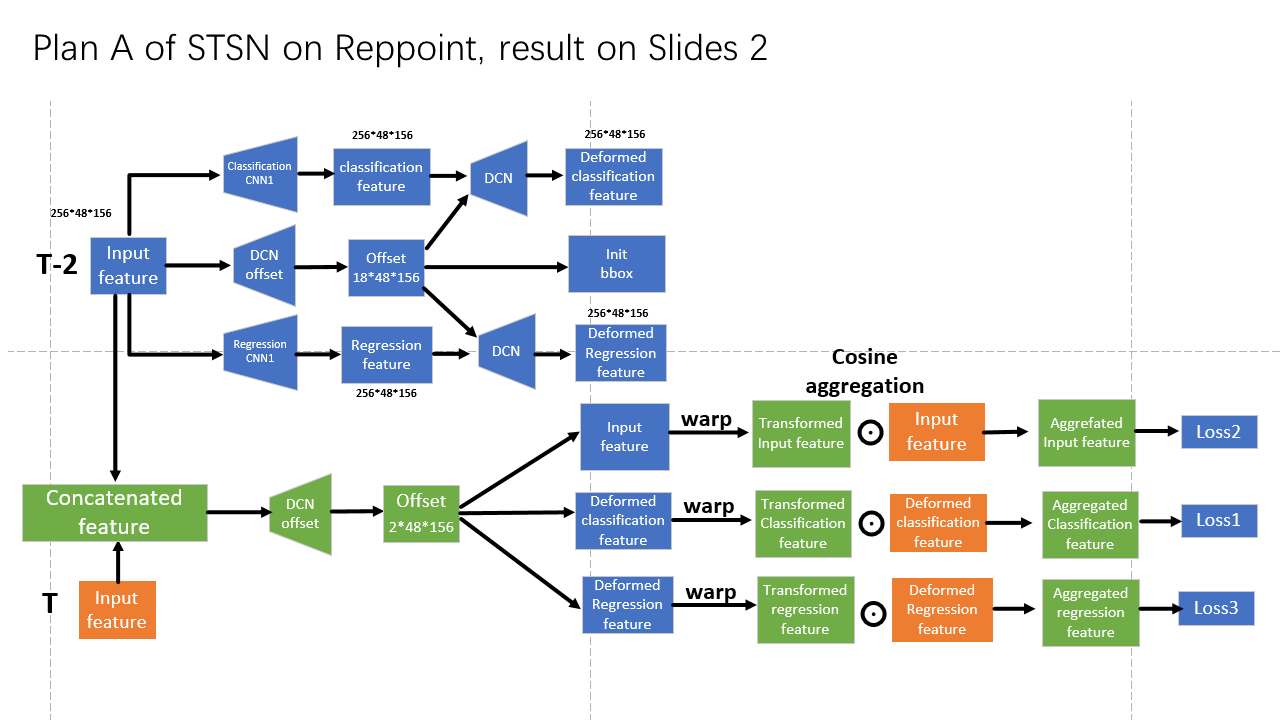 Plan A of STSN on Reppoint, result on Slides 2
256*48*156
256*48*156
Classification
CNN1
classification
feature
DCN
Deformed
classification
feature
256*48*156
T-2
Input
feature
DCN
offset
Offset
18*48*156
Init
bbox
256*48*156
Regression
CNN1
Regression
feature
DCN
Deformed
Regression
feature
256*48*156
Cosine
aggregation
Input
feature
warp
Transformed
Input feature
Input
feature
Aggrefated
Input feature
Loss2
Concatenated
feature
DCN
offset
Offset
2*48*156
Deformed
classification
feature
warp
Transformed
Classification
feature
Deformed
classification
feature
Aggregated
Classification
feature
Loss1
T
Input
feature
Deformed
Regression
feature
warp
Transformed
regression
feature
Deformed
Regression
feature
Aggregated
regression
feature
Loss3